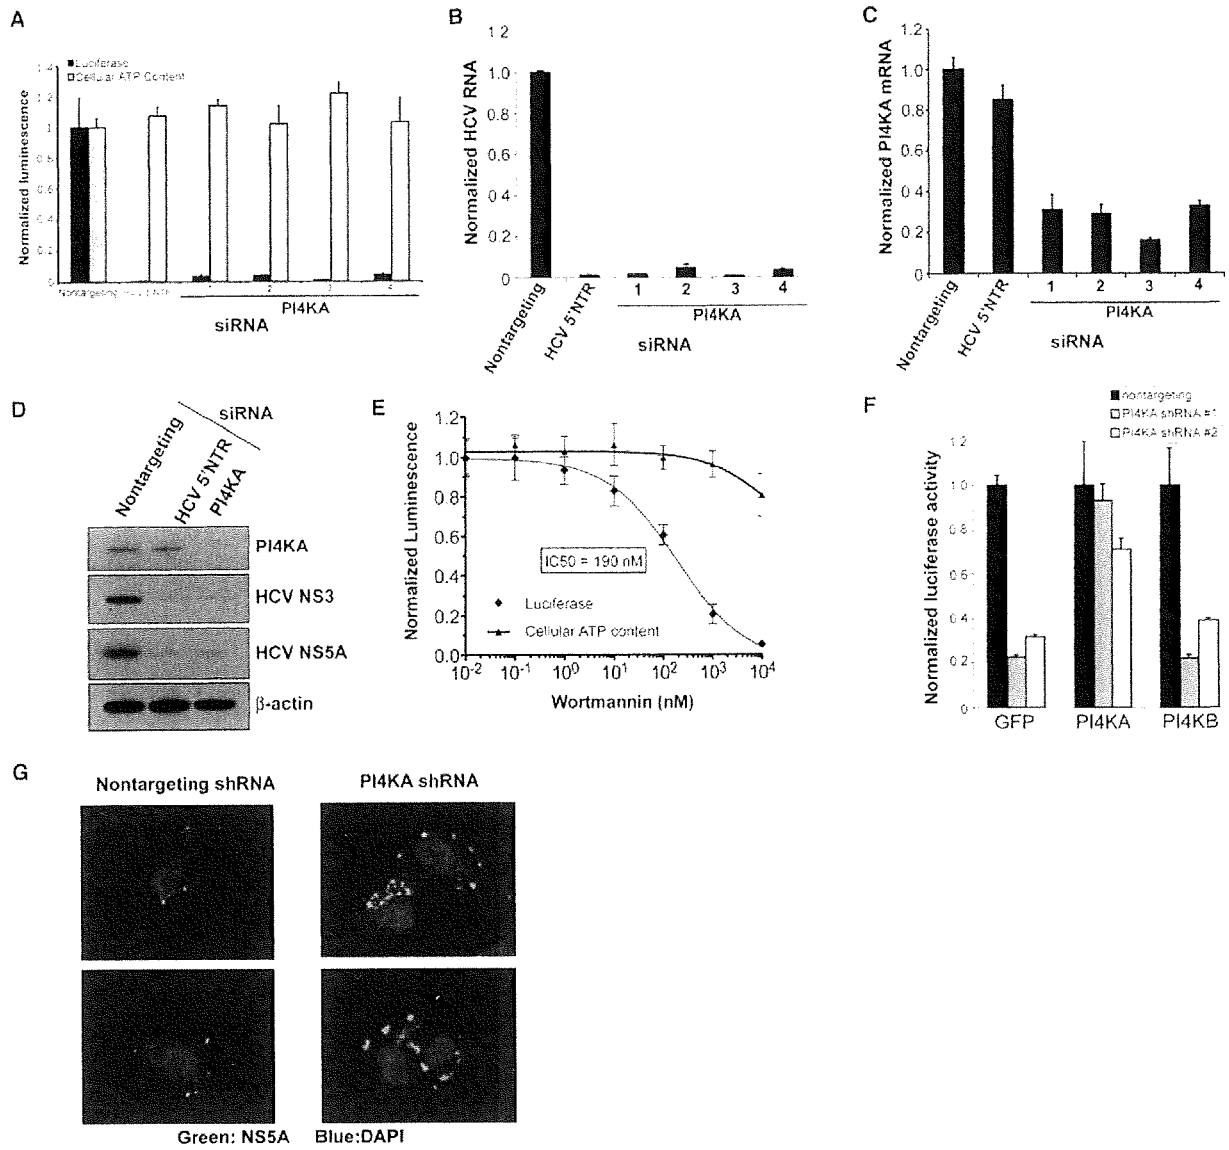 A
Luciferase
Cellular ATP Content
Normalized luminescence
1.4
1.2
1
0.8
0.6
0.4
0.2
0
Nontargeting HCV 5'NTR
1 2 3 4
PI4KA
siRNA
B
Normalized HCV RNA
1 2
1.0
0.8
0.6
0.4
0 2
0
Nontargeting
HCV 5'NTR
1 2 3 4
PI4KA
siRNA
C
Normalized PI4KA mRNA
1.2
1.0
0.8
0.6
0.4
0.2
0
Nontargeting
HCV 5'NTR
1 2 3 4
PI4KA
siRNA
D
siRNA
Nontargeting
HCV 5'NTR
PI4KA
PI4KA
HCV NS3
HCV NS5A
β-actin
E
Normalized Luminescence
1.2
1.0
0.8
0.6
0.4
0.2
0.0
IC50 = 190 nM
Luciferase
Cellular ATP content
10-2 10-1 100 101 102 103 104
Wortmannin (nM)
F
nontargeting
PI4KA shRNA #1
PI4KA shRNA #2
Normalized luciferase activity
1.2
1.0
0.8
0.6
0.4
0.2
0
GFP PI4KA PI4KB
G
Nontargeting shRNA
PI4KA shRNA
Green: NS5A Blue:DAPI